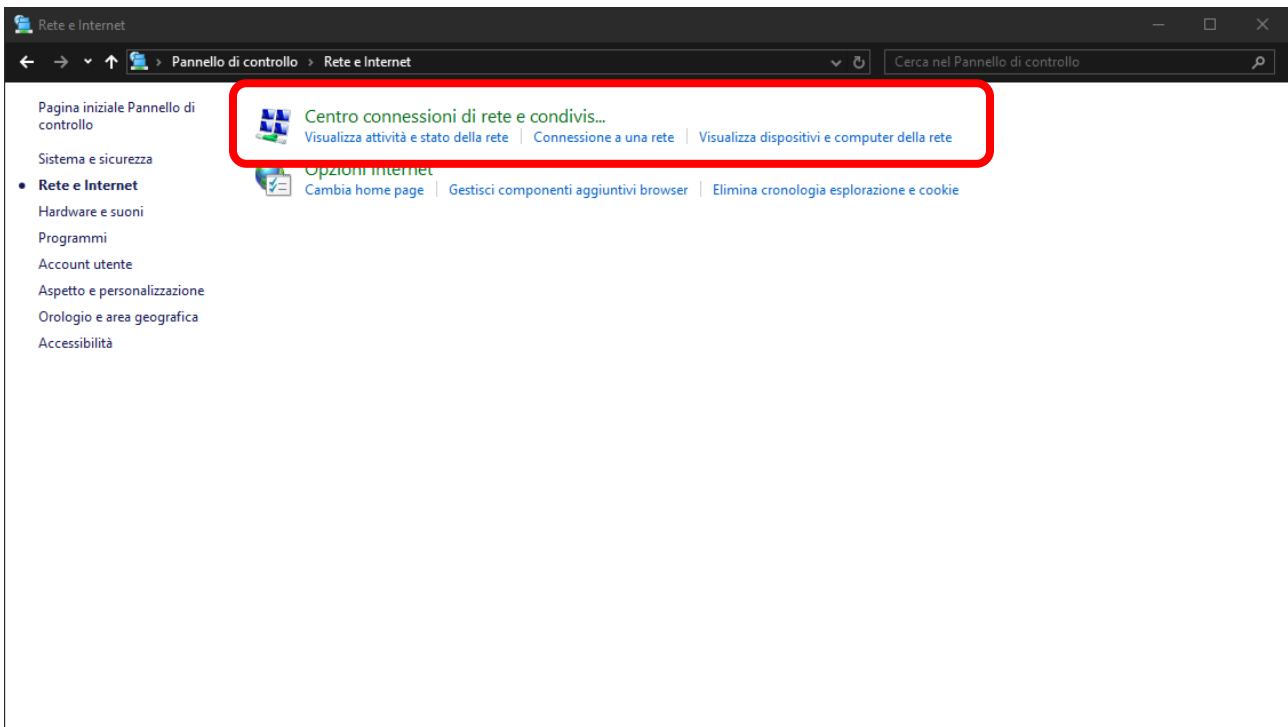 Rete e Internet
Pannello di controllo > Rete e Internet
Cerca nel Pannello di controllo
Pagina iniziale Pannello di
controllo
Sistema e sicurezza
Rete e Internet
Hardware e suoni
Programmi
Account utente
Aspetto e personalizzazione
Orologio e area geografica
Accessibilità
Centro connessioni di rete e condivis...
Visualizza attività e stato della rete | Connessione a una rete | Visualizza dispositivi e computer della rete
Opzioni Internet
Cambia home page | Gestisci componenti aggiuntivi browser | Elimina cronologia esplorazione e cookie